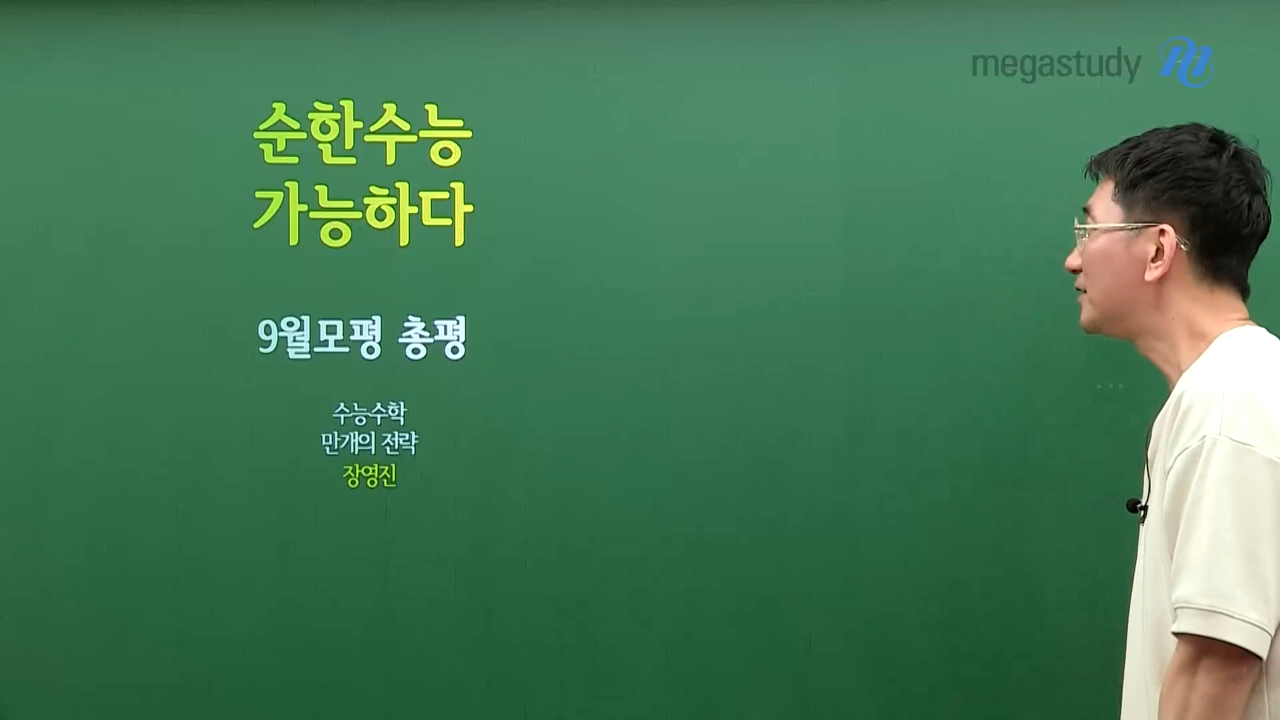 megastudy
순한수능
가능하다
9월모평 총평
수능수학
만개의 전략
장영진